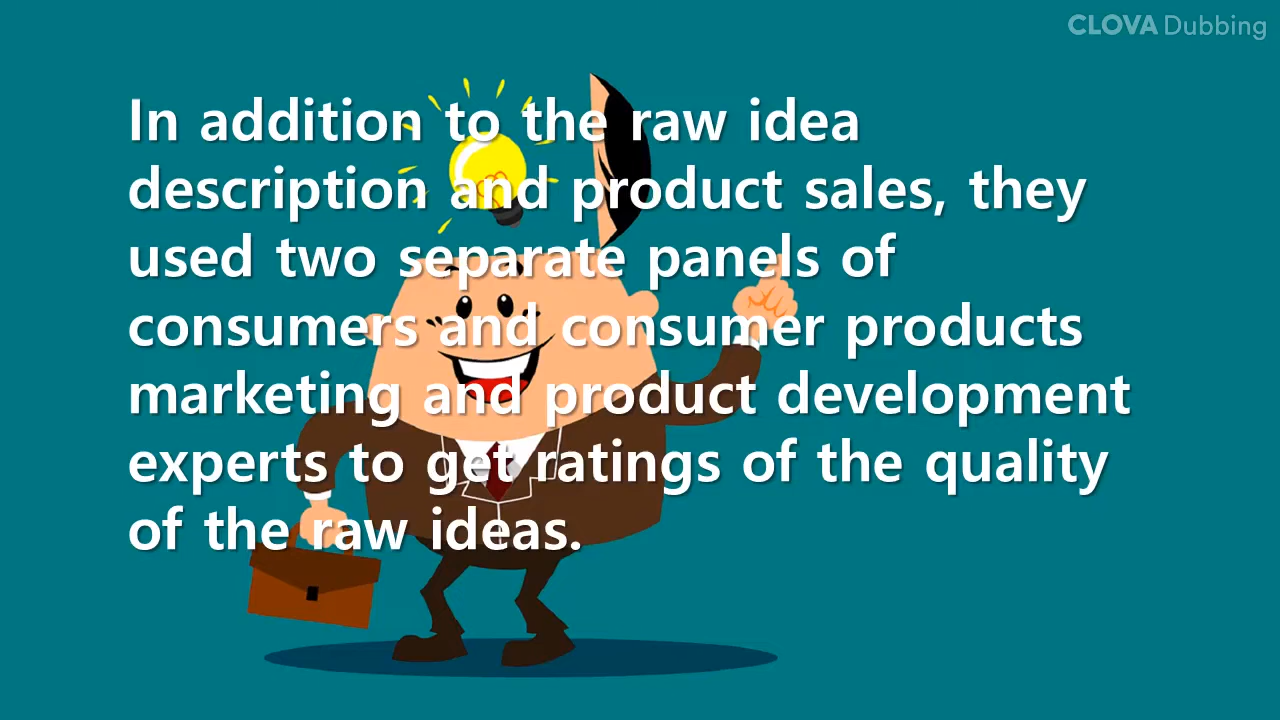 CLOVA Dubbing
In addition to the raw idea
description and product sales, they
used two separate panels of
consumers and consumer products
marketing and product development
experts to get ratings of the quality
of the raw ideas.